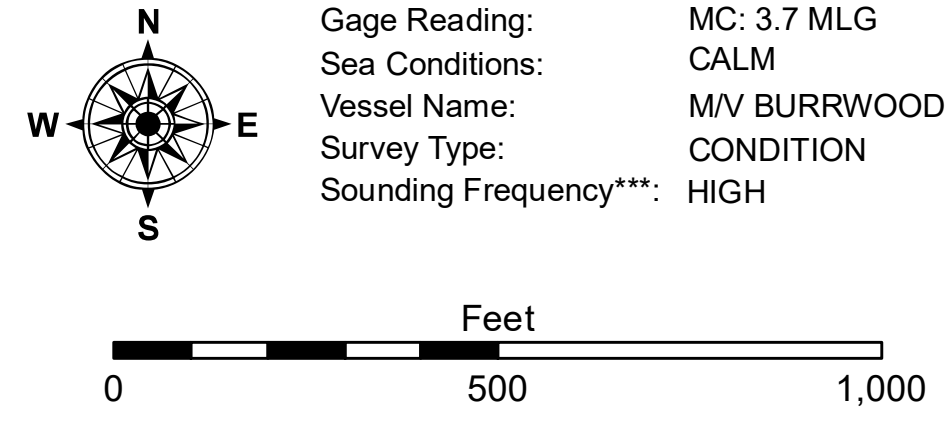 N
W E
S
Gage Reading: MC: 3.7 MLG
Sea Conditions: CALM
Vessel Name: M/V BURRWOOD
Survey Type: CONDITION
Sounding Frequency***: HIGH
Feet
0 500 1,000